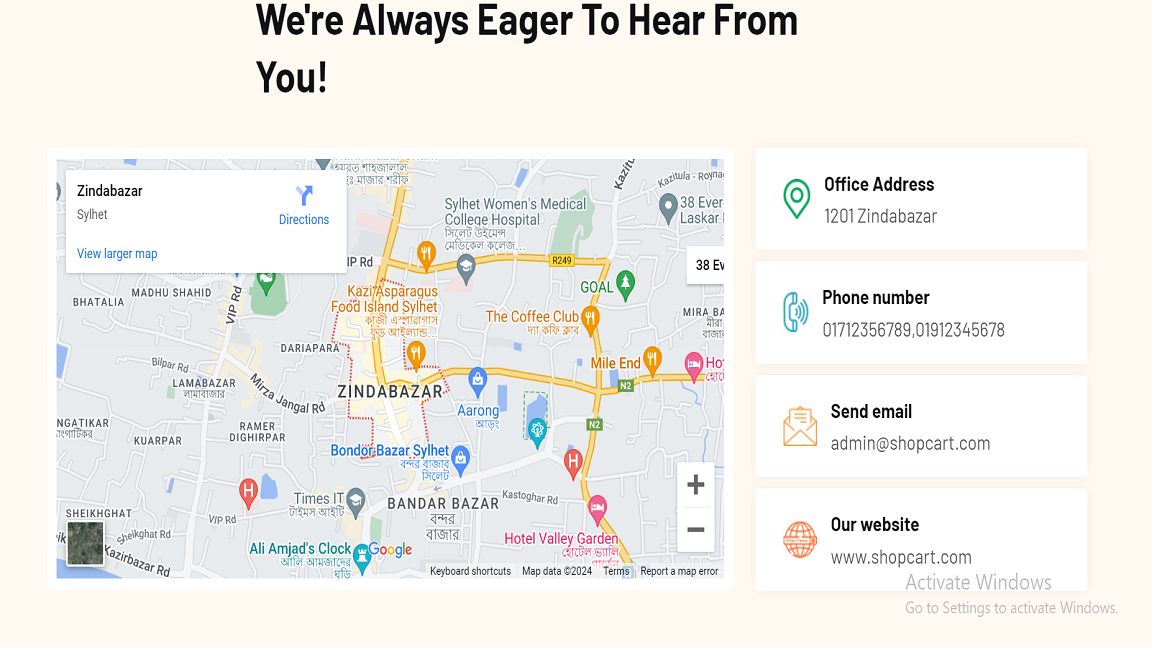 We're Always Eager To Hear From
You!
Zindabazar
Sylhet
Directions
View larger map
Kazitula - Roynag
Sylhet Women's Medical
College Hospital
সিলেট উইমেন্স
মেডিকেল কলেজ...
38 Ever
Laskar
IP Rd
R249
38 Ev
GOAL
MADHU SHAHID
BHATALIA
VIP Rd
Kazi Asparagus
Food Island Sylhet
কাজী এস্পারাগাস
ফুড আইল্যান্ড...
The Coffee Club
দ্যা কফি ক্লাব
MIRA BA
মীরা
বাজার
DARIAPARA
Mile End
Hot
Bilpar Rd
LAMABAZAR
লামাবাজার
Mirza Jangal Rd
ZINDABAZAR
N2
Aarong
আড়ং
N2
NGATIKAR
KUARPAR
RAMER
DIGHIRPAR
Bondor Bazar Sylhet
বন্দর বাজার
সিলেট
H
H
Kastoghar Rd
Times IT
টাইমস আইটি
BANDAR BAZAR
বন্দর
বাজার
SHEIKHGHAT
VIP Rd
Sheikghat Rd
Kazirbazar Rd
Hotel Valley Garden
হোটেল ভ্যালি
গার্ডেন
Ali Amjad's Clock
আলি আমজাদের
ঘড়ি
Google
+
−
Keyboard shortcuts
Map data ©2024
Terms
Report a map error
Office Address
1201 Zindabazar
Phone number
01712356789,01912345678
Send email
admin@shopcart.com
Our website
www.shopcart.com
Activate Windows
Go to Settings to activate Windows.